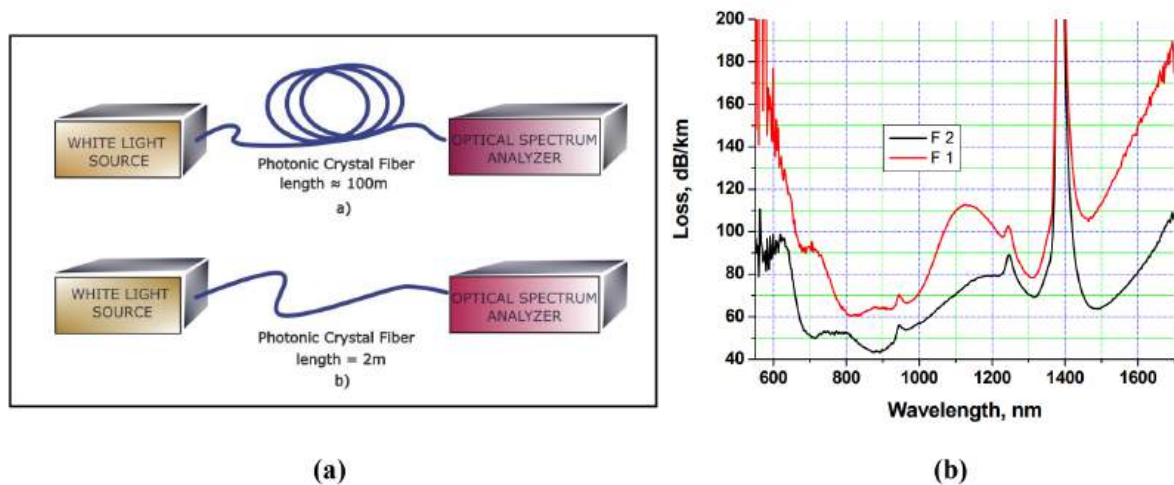 WHITE LIGHT
SOURCE
Photonic Crystal Fiber
length ≈ 100m
a)
OPTICAL SPECTRUM
ANALYZER
WHITE LIGHT
SOURCE
Photonic Crystal Fiber
length = 2m
b)
OPTICAL SPECTRUM
ANALYZER
(a)
Loss, dB/km
200
180
160
140
120
100
80
60
40
F 2
F 1
600
800
1000
1200
1400
1600
Wavelength, nm
(b)